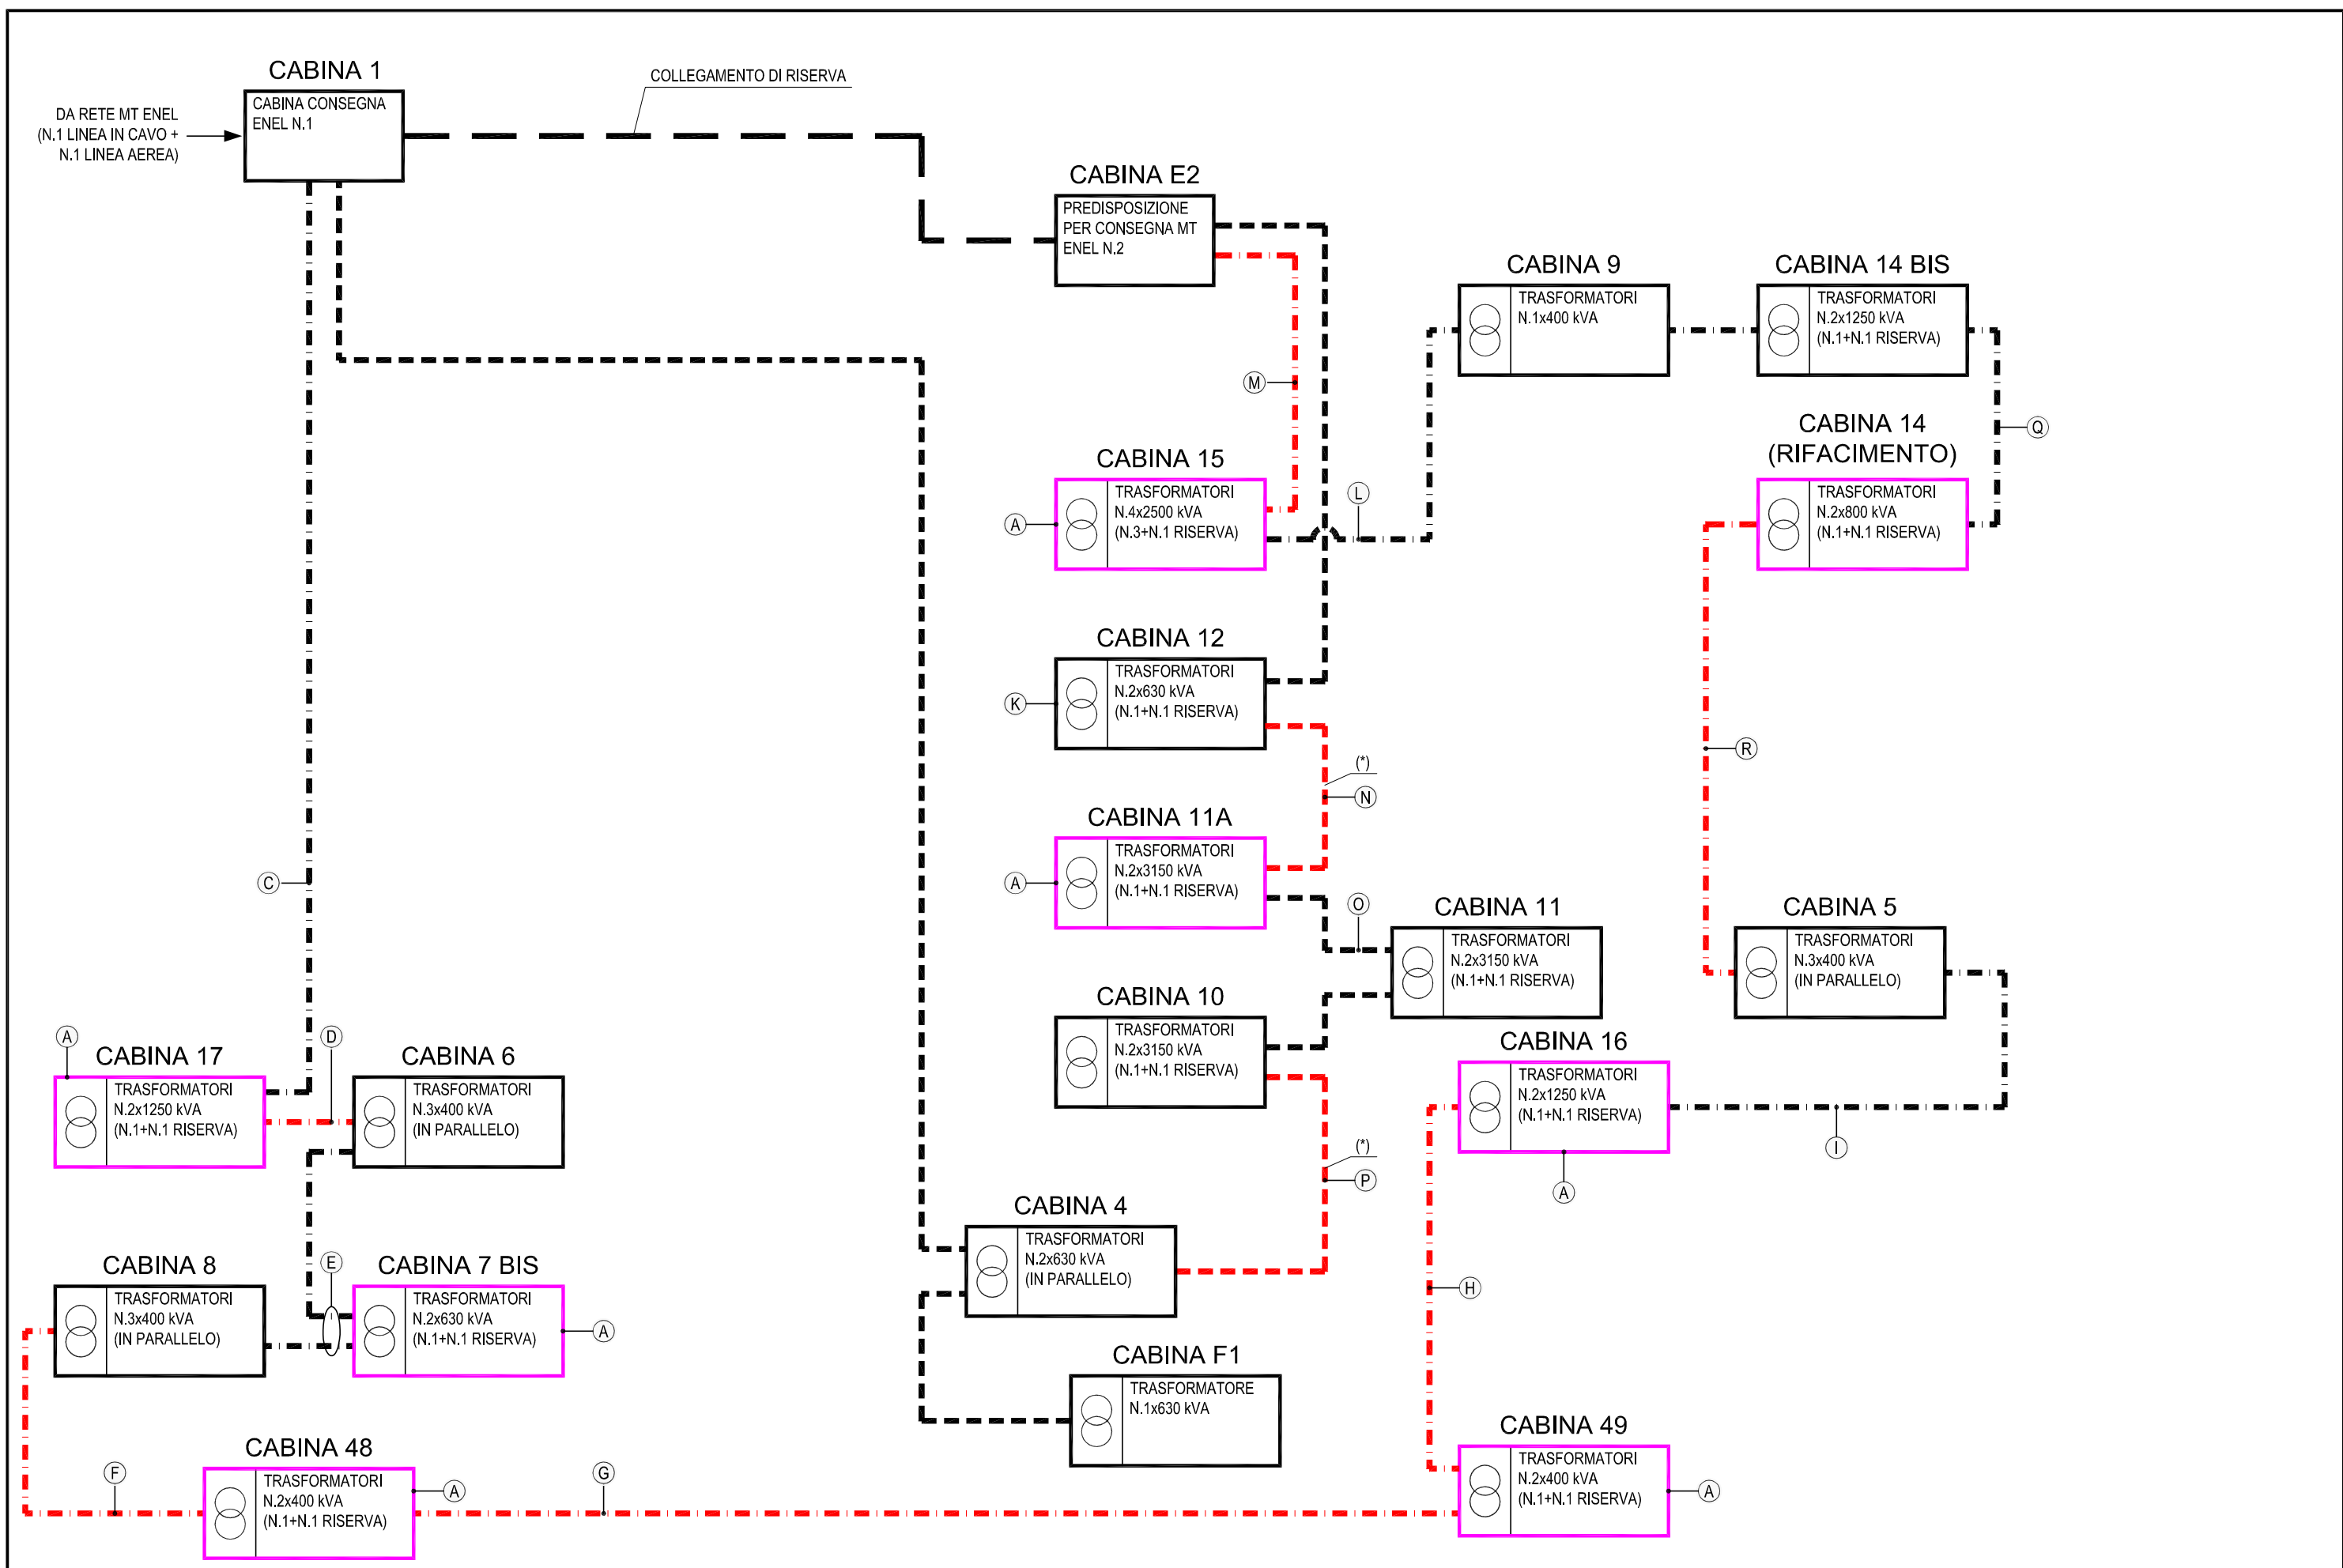 CABINA 1
CABINA CONSEGNA
ENEL N.1
DA RETE MT ENEL
(N.1 LINEA IN CAVO +
N.1 LINEA AEREA)
COLLEGAMENTO DI RISERVA
CABINA E2
PREDISPOSIZIONE
PER CONSEGNA MT
ENEL N.2
CABINA 9
TRASFORMATORI
N.1x400 kVA
CABINA 14 BIS
TRASFORMATORI
N.2x1250 kVA
(N.1+N.1 RISERVA)
M
Q
CABINA 14
(RIFACIMENTO)
TRASFORMATORI
N.2x800 kVA
(N.1+N.1 RISERVA)
CABINA 15
TRASFORMATORI
N.4x2500 kVA
(N.3+N.1 RISERVA)
A
L
CABINA 12
TRASFORMATORI
N.2x630 kVA
(N.1+N.1 RISERVA)
K
R
(*)
N
CABINA 11A
TRASFORMATORI
N.2x3150 kVA
(N.1+N.1 RISERVA)
A
C
O
CABINA 11
TRASFORMATORI
N.2x3150 kVA
(N.1+N.1 RISERVA)
CABINA 5
TRASFORMATORI
N.3x400 kVA
(IN PARALLELO)
CABINA 10
TRASFORMATORI
N.2x3150 kVA
(N.1+N.1 RISERVA)
A
CABINA 17
TRASFORMATORI
N.2x1250 kVA
(N.1+N.1 RISERVA)
D
CABINA 6
TRASFORMATORI
N.3x400 kVA
(IN PARALLELO)
CABINA 16
TRASFORMATORI
N.2x1250 kVA
(N.1+N.1 RISERVA)
A
I
(*)
P
CABINA 4
TRASFORMATORI
N.2x630 kVA
(IN PARALLELO)
CABINA 8
TRASFORMATORI
N.3x400 kVA
(IN PARALLELO)
E
CABINA 7 BIS
TRASFORMATORI
N.2x630 kVA
(N.1+N.1 RISERVA)
A
H
CABINA F1
TRASFORMATORE
N.1x630 kVA
CABINA 48
TRASFORMATORI
N.2x400 kVA
(N.1+N.1 RISERVA)
F
A
G
CABINA 49
TRASFORMATORI
N.2x400 kVA
(N.1+N.1 RISERVA)
A